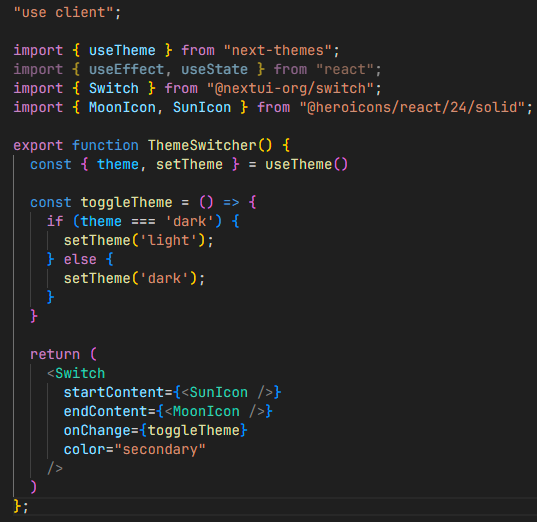 "use client";

import { useTheme } from "next-themes";
import { useEffect, useState } from "react";
import { Switch } from "@nextui-org/switch";
import { MoonIcon, SunIcon } from "@heroicons/react/24/solid";

export function ThemeSwitcher() {
  const { theme, setTheme } = useTheme()

  const toggleTheme = () => {
    if (theme === 'dark') {
      setTheme('light');
    } else {
      setTheme('dark');
    }
  }

  return (
    <Switch
      startContent={<SunIcon />}
      endContent={<MoonIcon />}
      onChange={toggleTheme}
      color="secondary"
    />
  )
};